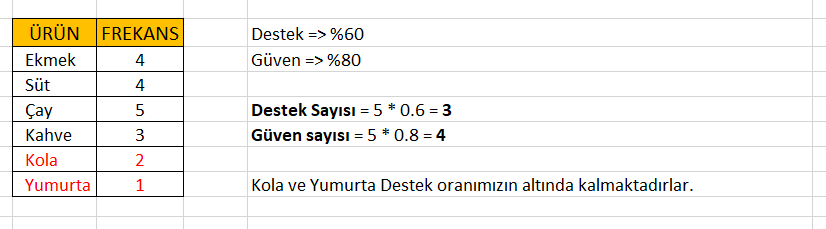 ÜRÜN FREKANS Destek => %60
Ekmek 4 Güven => %80
Süt 4
Çay 5 Destek Sayısı = 5 * 0.6 = 3
Kahve 3 Güven sayısı = 5 * 0.8 = 4
Kola 2
Yumurta 1 Kola ve Yumurta Destek oranımızın altında kalmaktadırlar.